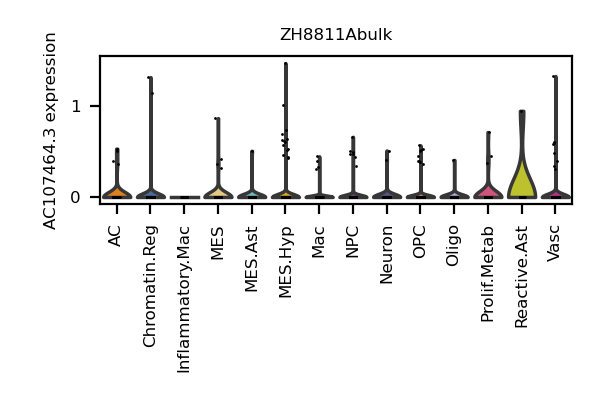 ZH8811Abulk
AC107464.3 expression
1
0
AC
Chromatin.Reg
Inflammatory.Mac
MES
MES.Ast
MES.Hyp
Mac
NPC
Neuron
OPC
Oligo
Prolif.Metab
Reactive.Ast
Vasc